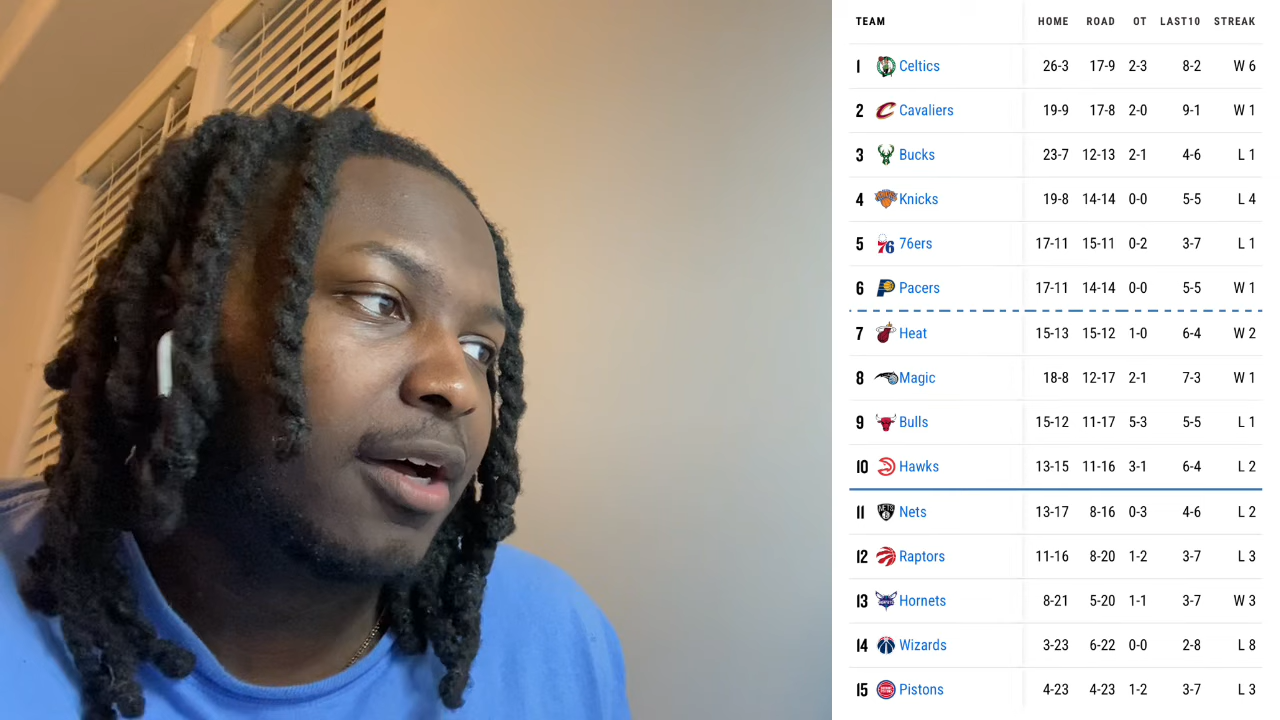 TEAM HOME ROAD OT LAST10 STREAK
1 Celtics 26-3 17-9 2-3 8-2 W 6
2 Cavaliers 19-9 17-8 2-0 9-1 W 1
3 Bucks 23-7 12-13 2-1 4-6 L 1
4 Knicks 19-8 14-14 0-0 5-5 L 4
5 76ers 17-11 15-11 0-2 3-7 L 1
6 Pacers 17-11 14-14 0-0 5-5 W 1
7 Heat 15-13 15-12 1-0 6-4 W 2
8 Magic 18-8 12-17 2-1 7-3 W 1
9 Bulls 15-12 11-17 5-3 5-5 L 1
10 Hawks 13-15 11-16 3-1 6-4 L 2
11 Nets 13-17 8-16 0-3 4-6 L 2
12 Raptors 11-16 8-20 1-2 3-7 L 3
13 Hornets 8-21 5-20 1-1 3-7 W 3
14 Wizards 3-23 6-22 0-0 2-8 L 8
15 Pistons 4-23 4-23 1-2 3-7 L 3